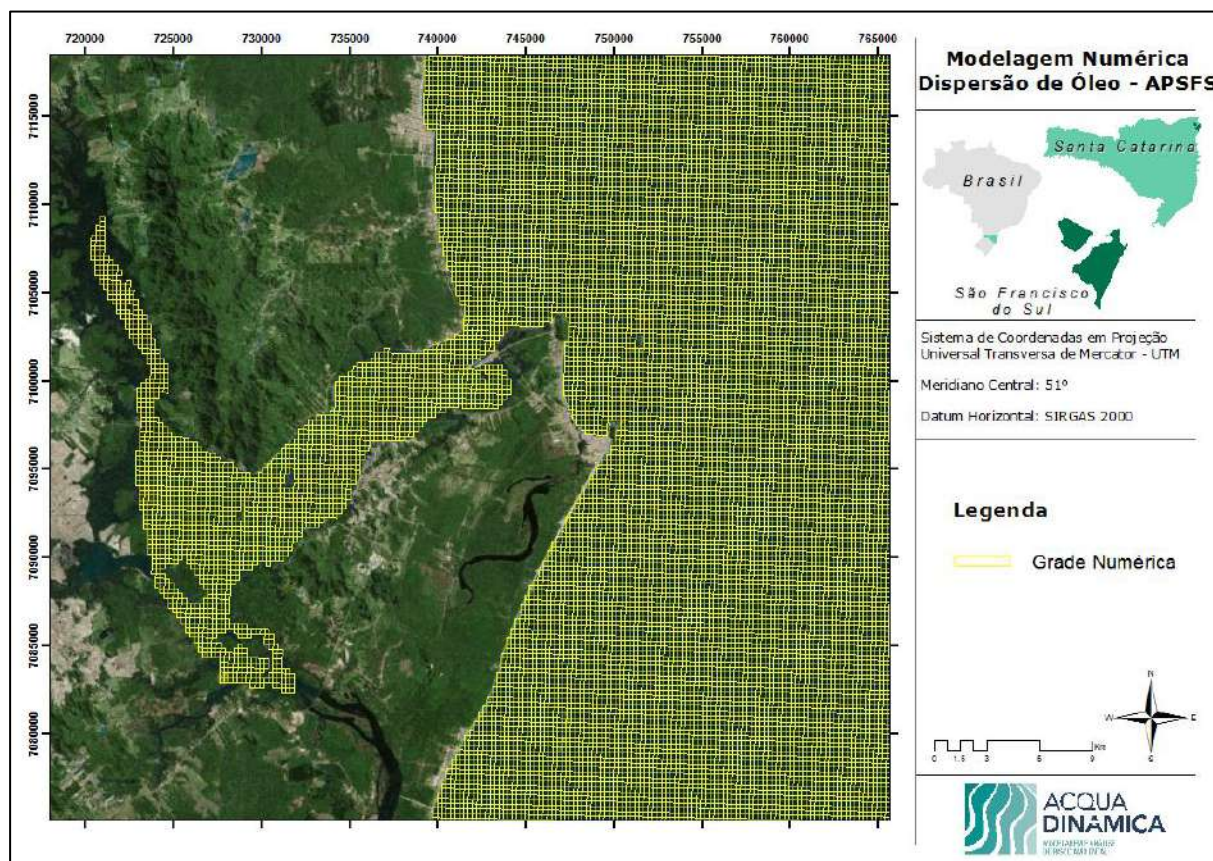 720000 725000 730000 735000 740000 745000 750000 755000 760000 765000
7115000
7110000
7105000
7100000
7095000
7090000
7085000
7080000
Modelagem Numérica
Dispersão de Óleo - APSFS
Santa Catarina
Brasil
São Francisco
do Sul
Sistema de Coordenadas em Projeção
Universal Transversa de Mercator - UTM
Meridiano Central: 51º
Datum Horizontal: SIRGAS 2000
Legenda
Grade Numérica
N
W E
S
Km
0 1.5 3 6 9
ACQUA
DINÂMICA